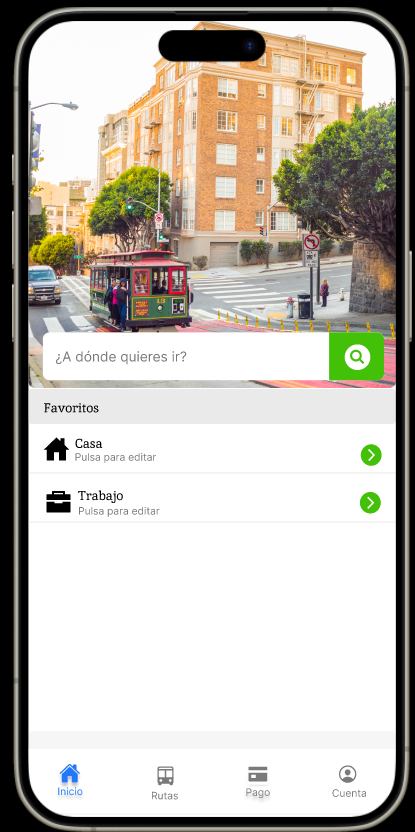 ¿A dónde quieres ir?
Favoritos
Casa
Pulsa para editar
Trabajo
Pulsa para editar
Inicio
Rutas
Pago
Cuenta